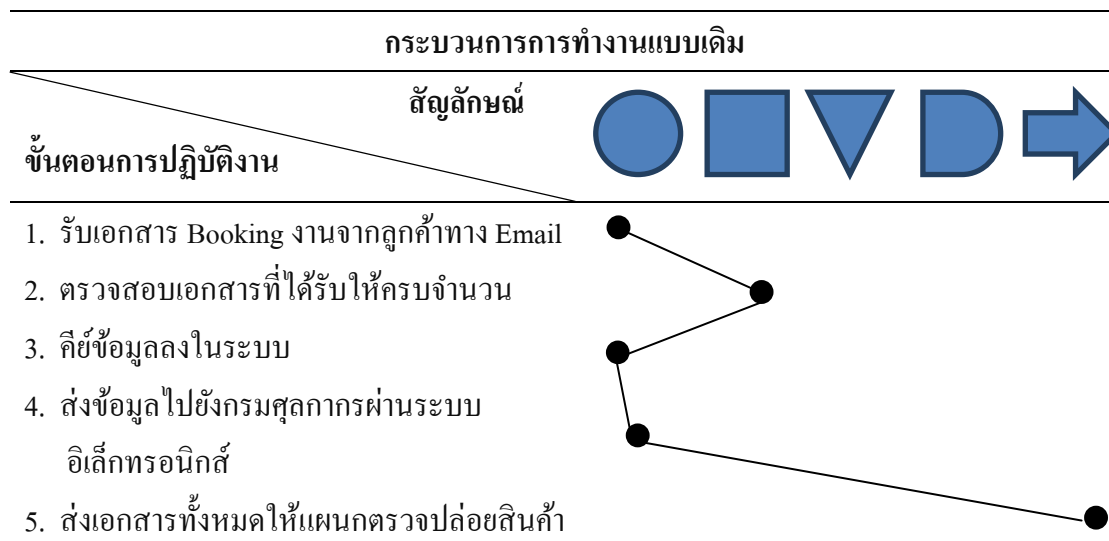 กระบวนการการทำงานแบบเดิม
สัญลักษณ์
ขั้นตอนการปฏิบัติงาน
1. รับเอกสาร Booking งานจากลูกค้าทาง Email
2. ตรวจสอบเอกสารที่ได้รับให้ครบจำนวน
3. คีย์ข้อมูลลงในระบบ
4. ส่งข้อมูลไปยังกรมศุลกากรผ่านระบบ
อิเล็กทรอนิกส์
5. ส่งเอกสารทั้งหมดให้แผนกตรวจปล่อยสินค้า